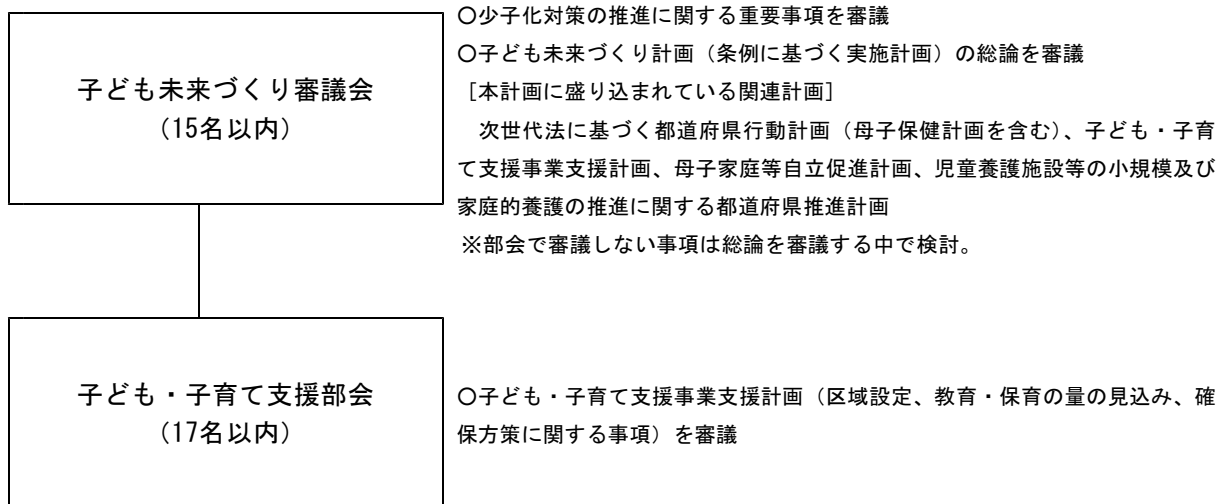 子ども未来づくり審議会
(15名以内)
〇少子化対策の推進に関する重要事項を審議
〇子ども未来づくり計画（条例に基づく実施計画）の総論を審議
［本計画に盛り込まれている関連計画］
次世代法に基づく都道府県行動計画（母子保健計画を含む）、子ども・子育
て支援事業支援計画、母子家庭等自立促進計画、児童養護施設等の小規模及び
家庭的養護の推進に関する都道府県推進計画
※部会で審議しない事項は総論を審議する中で検討。
子ども・子育て支援部会
(17名以内)
〇子ども・子育て支援事業支援計画（区域設定、教育・保育の量の見込み、確
保方策に関する事項）を審議